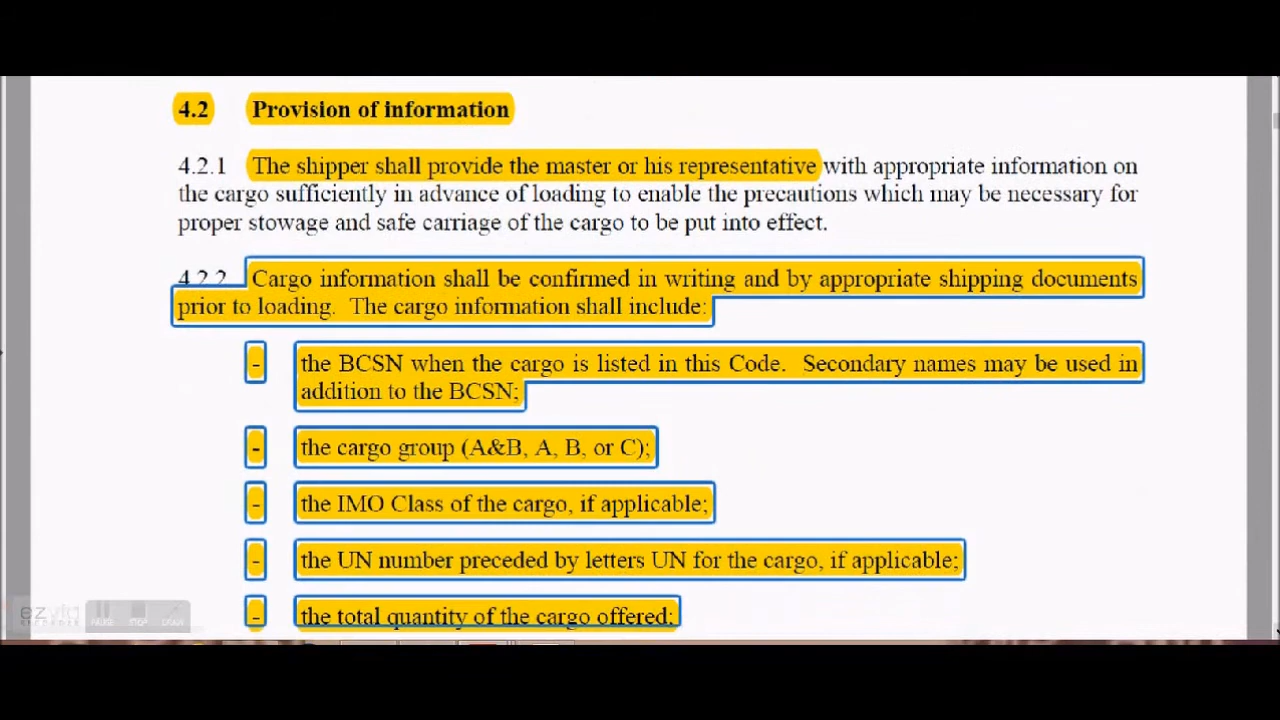 4.2 Provision of information
4.2.1 The shipper shall provide the master or his representative with appropriate information on
the cargo sufficiently in advance of loading to enable the precautions which may be necessary for
proper stowage and safe carriage of the cargo to be put into effect.
4.2.2 Cargo information shall be confirmed in writing and by appropriate shipping documents
prior to loading. The cargo information shall include:
- the BCSN when the cargo is listed in this Code. Secondary names may be used in
addition to the BCSN;
- the cargo group (A&B, A, B, or C);
- the IMO Class of the cargo, if applicable;
- the UN number preceded by letters UN for the cargo, if applicable;
- the total quantity of the cargo offered;
PAUSE STOP DRAW